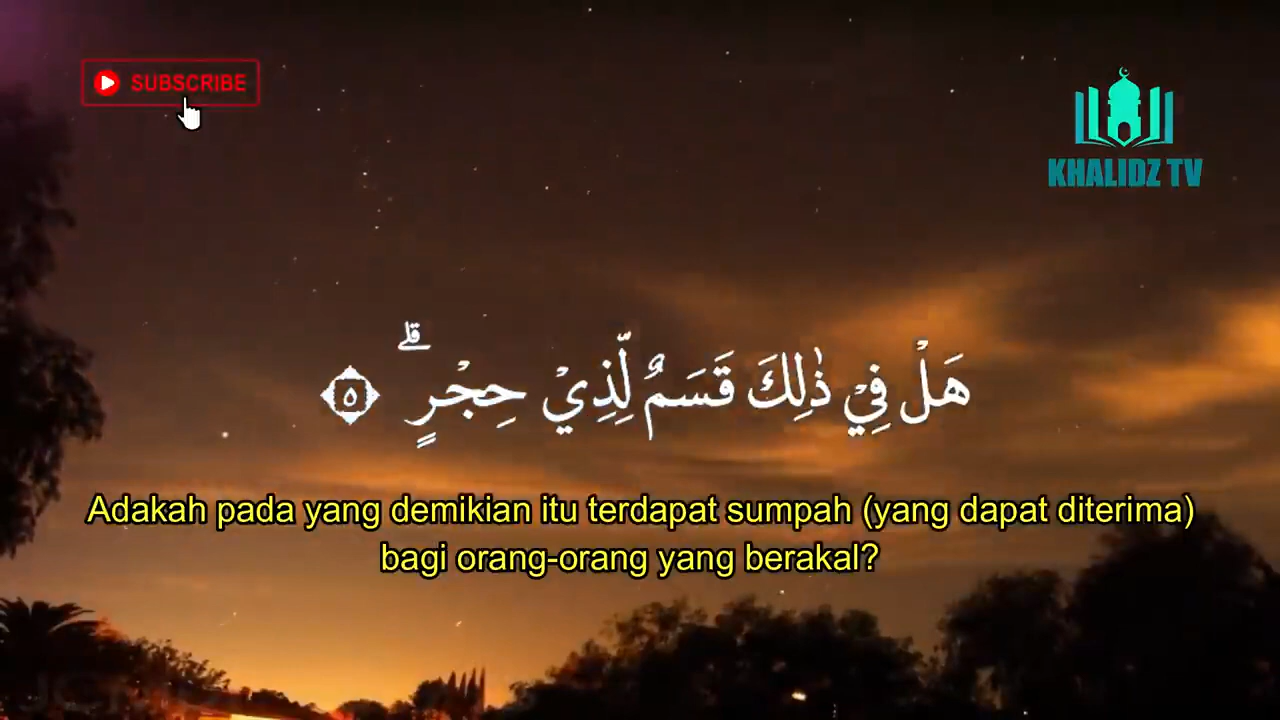 SUBSCRIBE
KHALIDZ TV
هَلْ فِيْ ذٰلِكَ قَسَمٌ لِّذِيْ حِجْرٍۗ ٥
Adakah pada yang demikian itu terdapat sumpah (yang dapat diterima)
bagi orang-orang yang berakal?